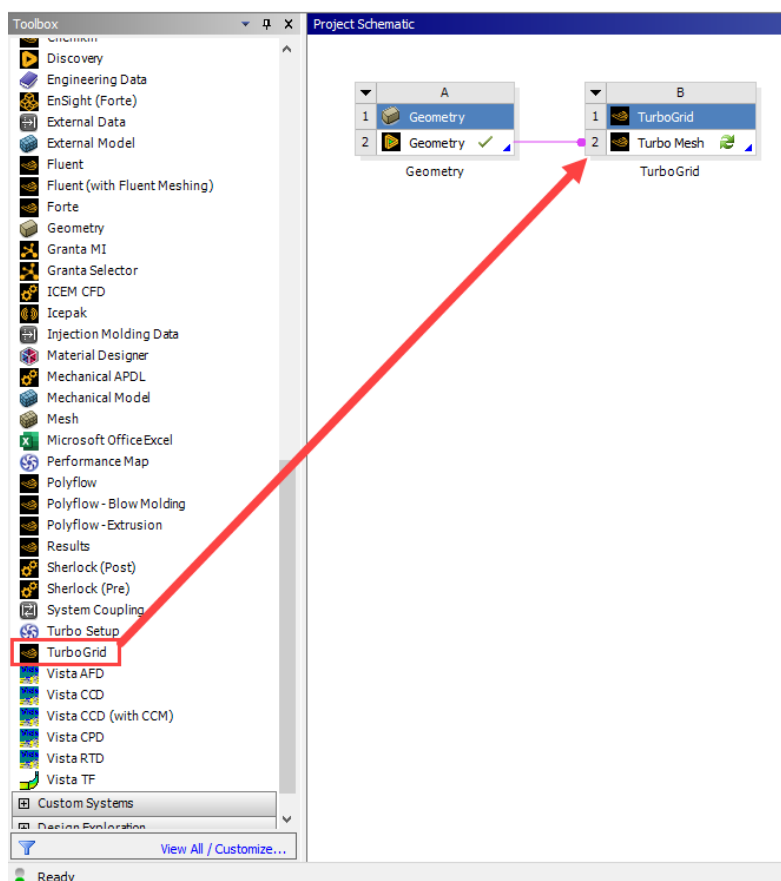 Toolbox
Project Schematic
Chemkin
Discovery
Engineering Data
EnSight (Forte)
External Data
External Model
Fluent
Fluent (with Fluent Meshing)
Forte
Geometry
Granta MI
Granta Selector
ICEM CFD
Icepak
Injection Molding Data
Material Designer
Mechanical APDL
Mechanical Model
Mesh
Microsoft Office Excel
Performance Map
Polyflow
Polyflow - Blow Molding
Polyflow - Extrusion
Results
Sherlock (Post)
Sherlock (Pre)
System Coupling
Turbo Setup
TurboGrid
Vista AFD
Vista CCD
Vista CCD (with CCM)
Vista CPD
Vista RTD
Vista TF
Custom Systems
Design Exploration
View All / Customize...
Ready
A
1 Geometry
2 Geometry
Geometry
B
1 TurboGrid
2 Turbo Mesh
TurboGrid